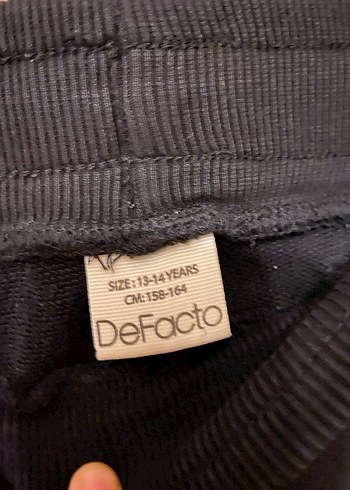 SIZE: 13-14 YEARS
CM: 158-164
DeFacto